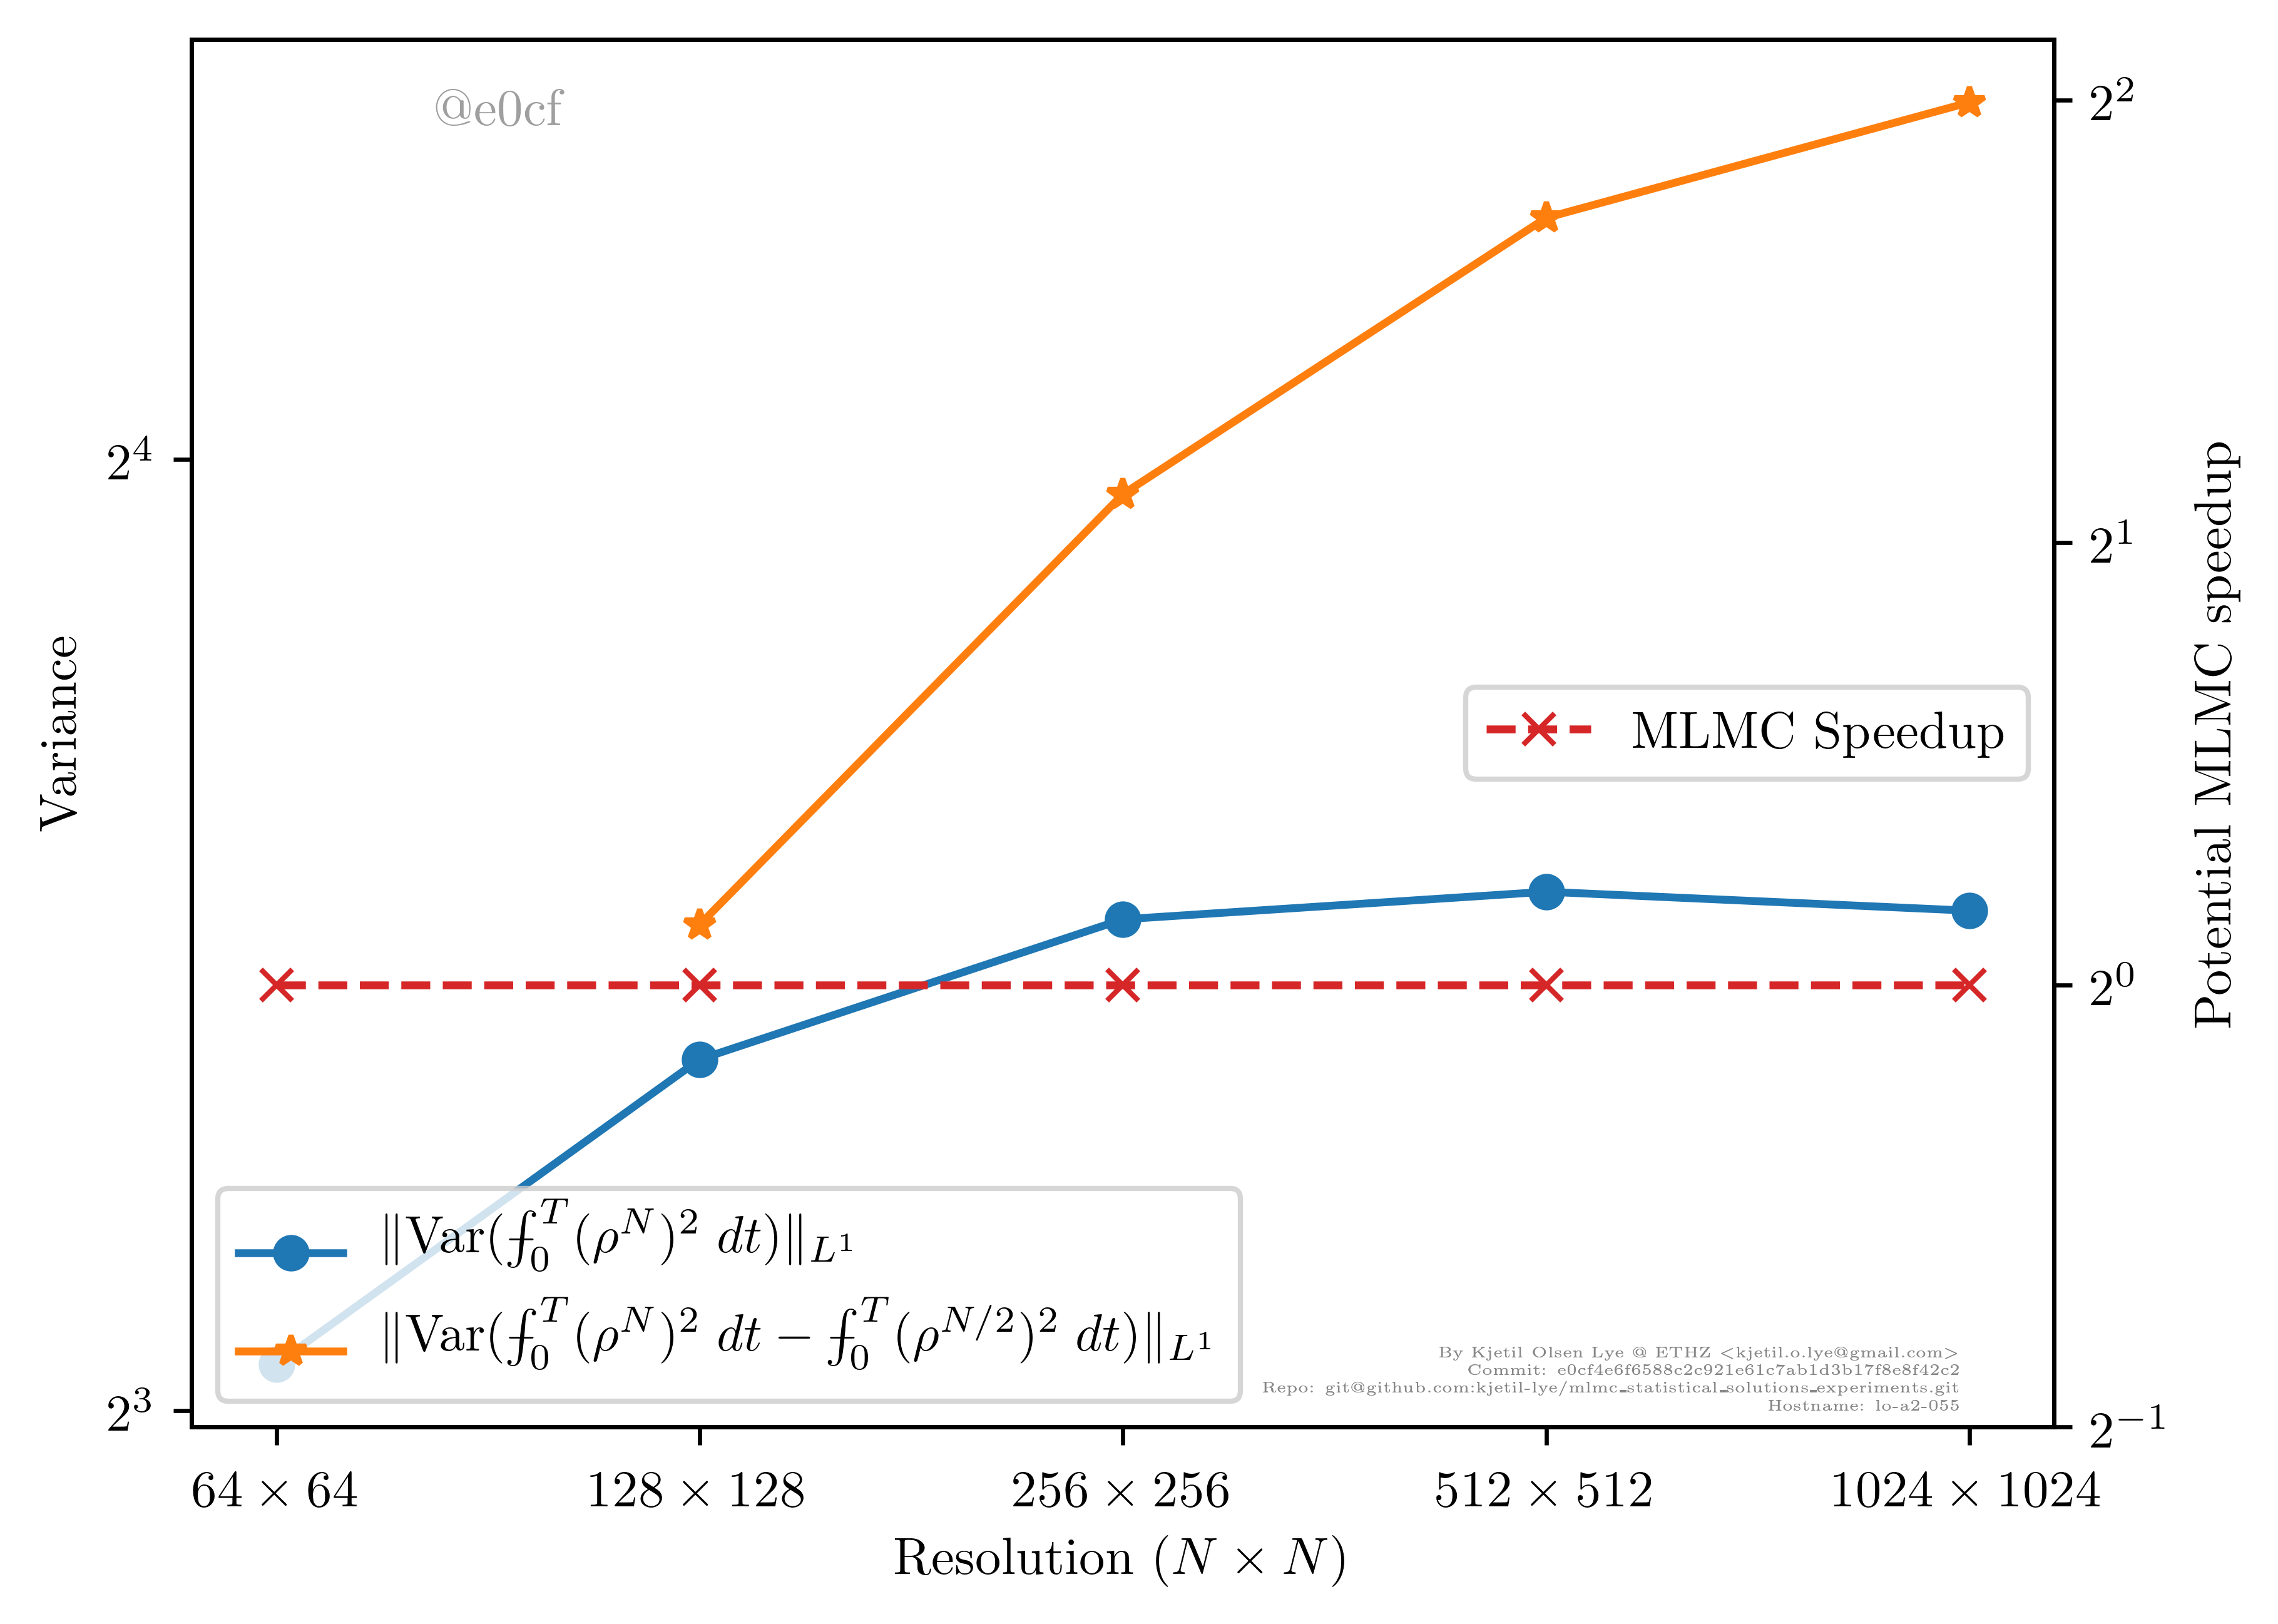 @e0cf
2^2
2^4
2^1
Variance
Potential MLMC speedup
MLMC Speedup
2^0
‖Var(⨍_0^T (ρ^N)^2 dt)‖_{L^1}
‖Var(⨍_0^T (ρ^N)^2 dt − ⨍_0^T (ρ^{N/2})^2 dt)‖_{L^1}
By Kjetil Olsen Lye @ ETHZ <kjetil.o.lye@gmail.com>
Commit: e0cf4e6f6588c2c921e61c7ab1d3b17f8e8f42c2
Repo: git@github.com:kjetil-lye/mlmc_statistical_solutions_experiments.git
Hostname: lo-a2-055
2^3
2^{−1}
64 × 64 128 × 128 256 × 256 512 × 512 1024 × 1024
Resolution (N × N)